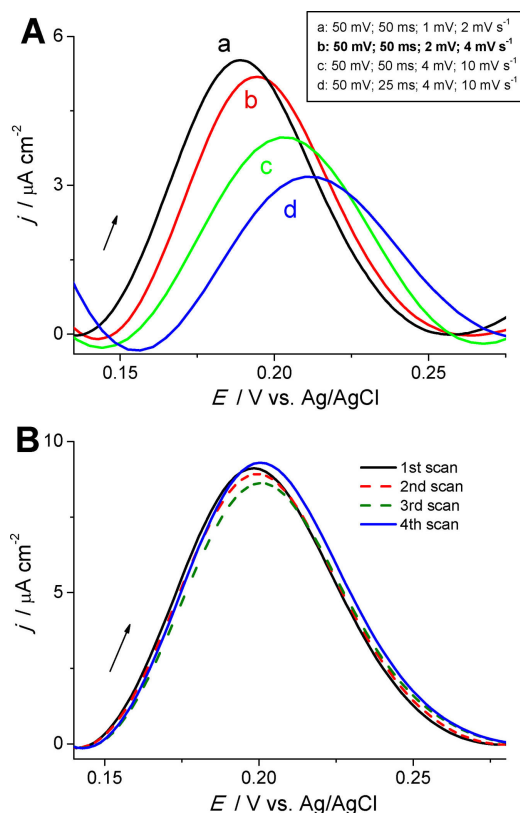 A
a: 50 mV; 50 ms; 1 mV; 2 mV s⁻¹
b: 50 mV; 50 ms; 2 mV; 4 mV s⁻¹
c: 50 mV; 50 ms; 4 mV; 10 mV s⁻¹
d: 50 mV; 25 ms; 4 mV; 10 mV s⁻¹
a
b
c
d
6
3
0
j / µA cm⁻²
0.15 0.20 0.25
E / V vs. Ag/AgCl
B
1st scan
2nd scan
3rd scan
4th scan
10
5
0
j / µA cm⁻²
0.15 0.20 0.25
E / V vs. Ag/AgCl